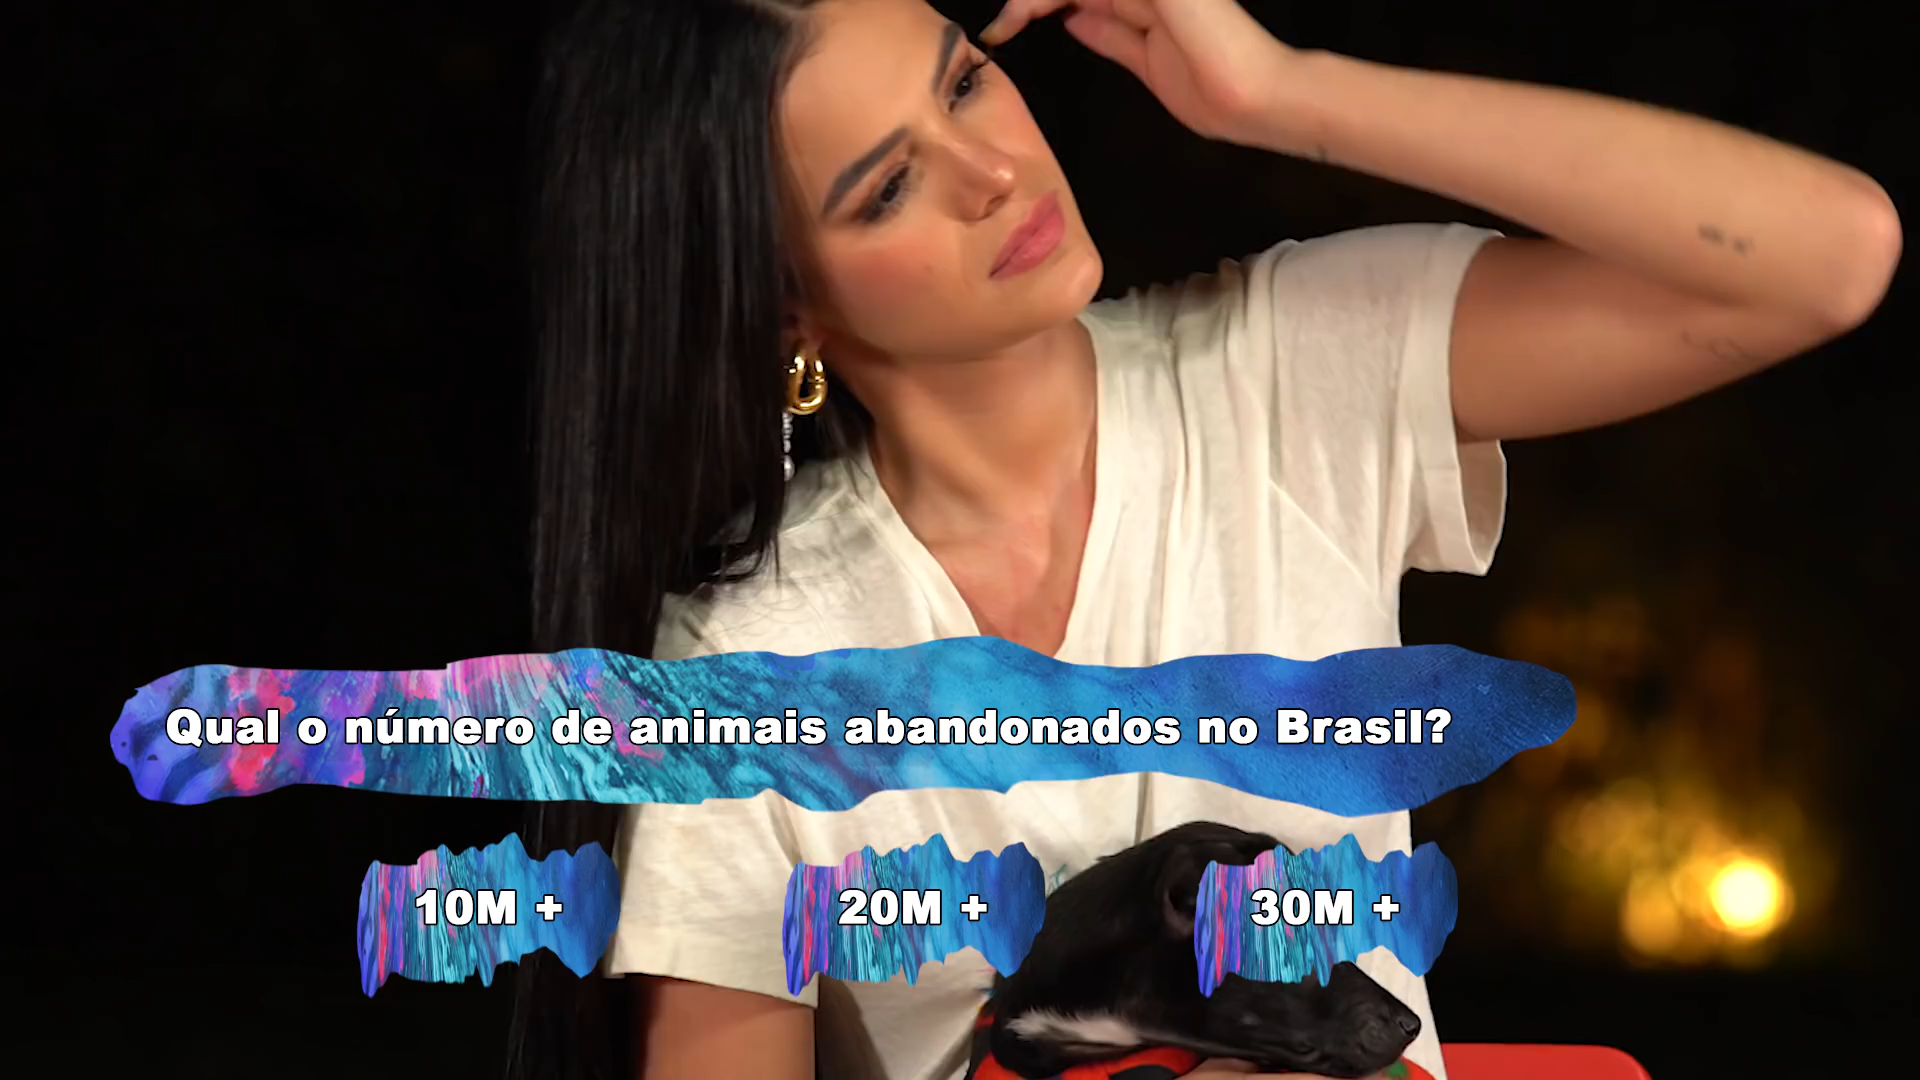 Qual o número de animais abandonados no Brasil?
10M + 20M + 30M +